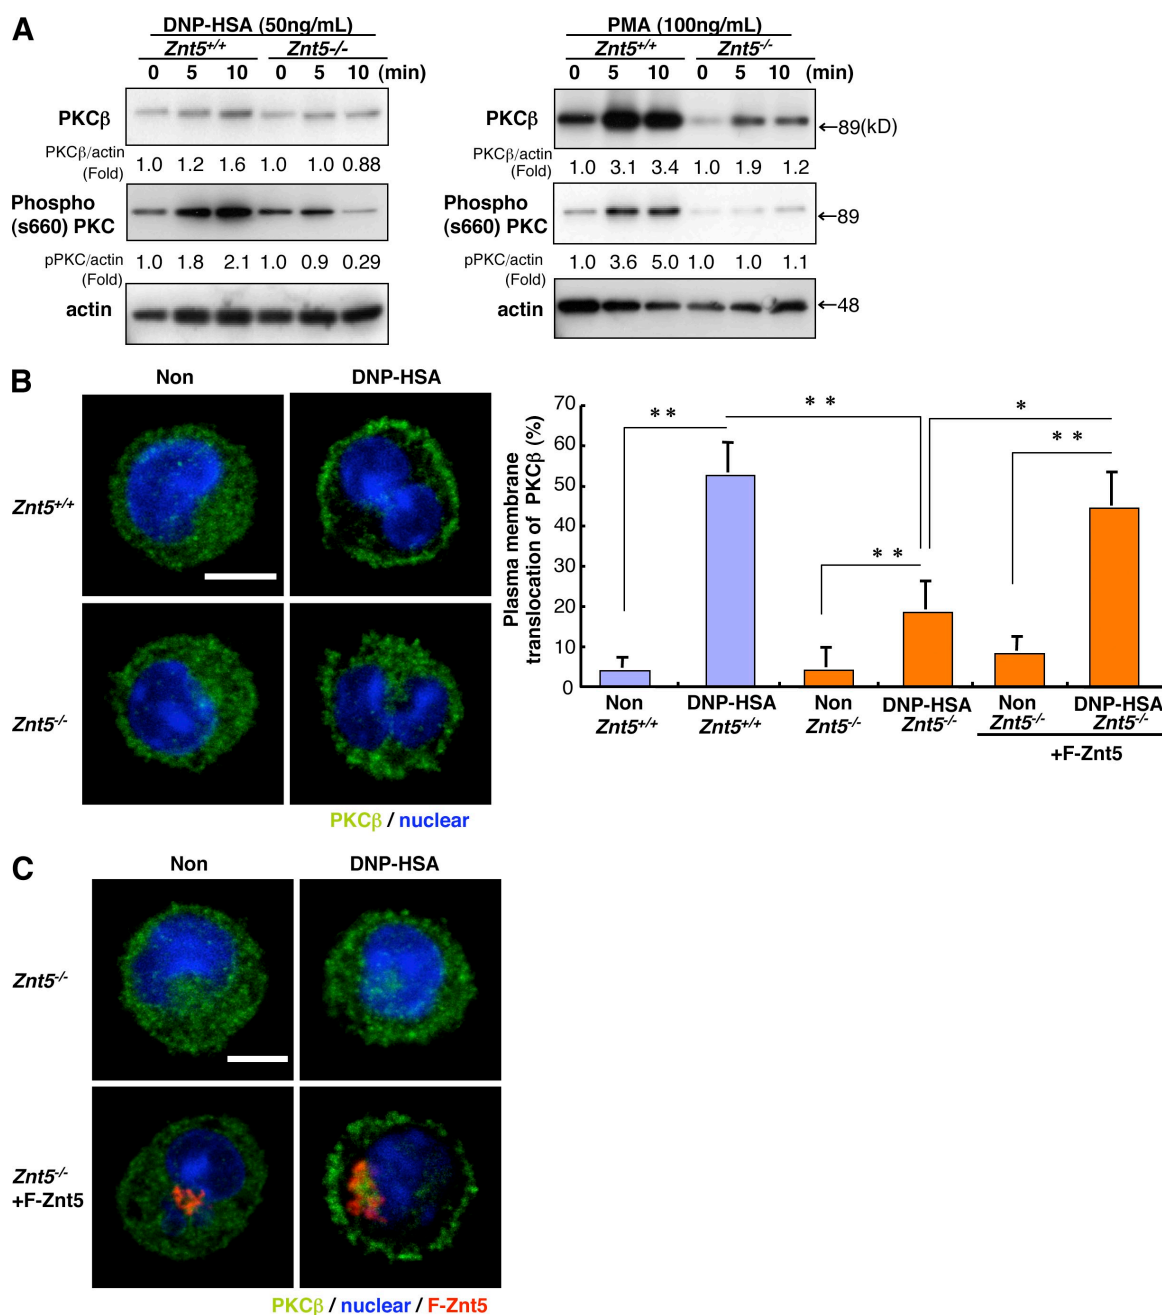 A
DNP-HSA (50ng/mL)
Znt5+/+ Znt5-/-
0 5 10 0 5 10 (min)
PKCβ
PKCβ/actin
(Fold)
1.0 1.2 1.6 1.0 1.0 0.88
Phospho
(s660) PKC
pPKC/actin
(Fold)
1.0 1.8 2.1 1.0 0.9 0.29
actin
PMA (100ng/mL)
Znt5+/+ Znt5-/-
0 5 10 0 5 10 (min)
PKCβ
←89(kD)
PKCβ/actin
(Fold)
1.0 3.1 3.4 1.0 1.9 1.2
Phospho
(s660) PKC
←89
pPKC/actin
(Fold)
1.0 3.6 5.0 1.0 1.0 1.1
actin
←48
B
Non DNP-HSA
Znt5+/+
Znt5-/-
PKCβ / nuclear
Plasma membrane
translocation of PKCβ (%)
70
60
50
40
30
20
10
0
** ** *
**
**
Non DNP-HSA Non DNP-HSA Non DNP-HSA
Znt5+/+ Znt5+/+ Znt5-/- Znt5-/- Znt5-/- Znt5-/-
+F-Znt5
C
Non DNP-HSA
Znt5-/-
Znt5-/-
+F-Znt5
PKCβ / nuclear / F-Znt5